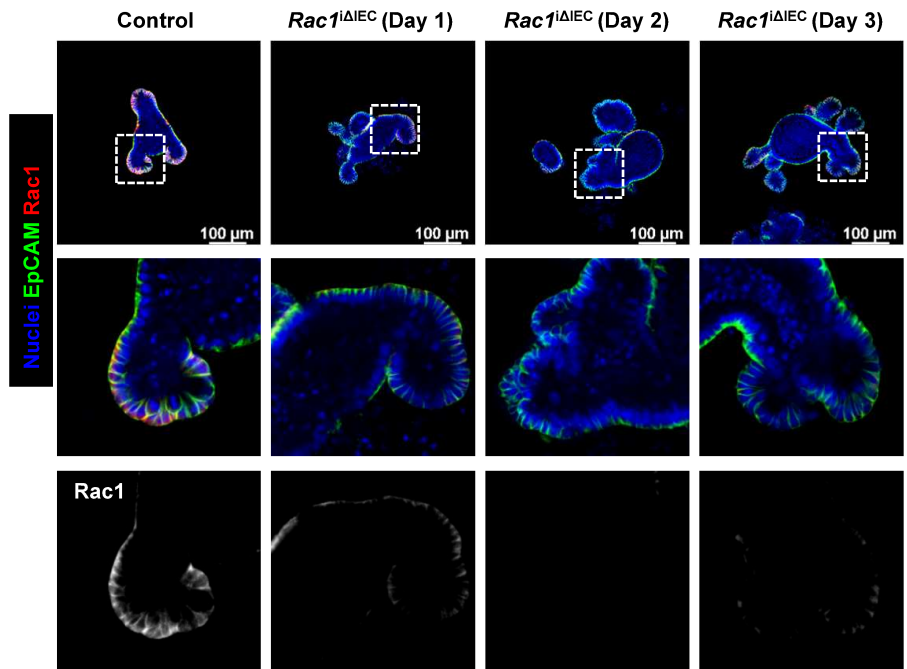 Control
Rac1iΔIEC (Day 1)
Rac1iΔIEC (Day 2)
Rac1iΔIEC (Day 3)
Nuclei EpCAM Rac1
100 µm
100 µm
100 µm
100 µm
Rac1